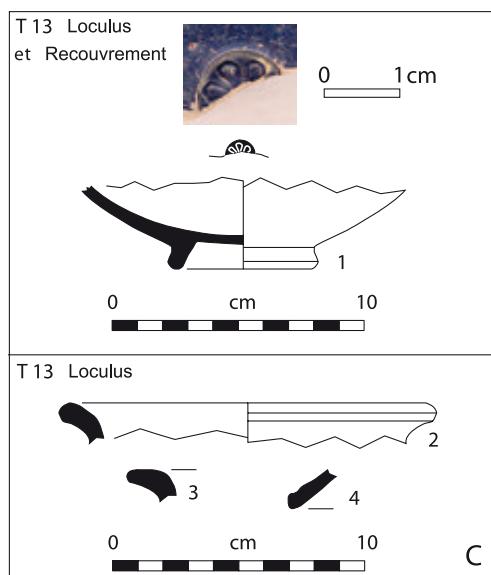 T 13 Loculus
et Recouvrement
0 1 cm
1
0 cm 10
T 13 Loculus
2
3
4
0 cm 10
C